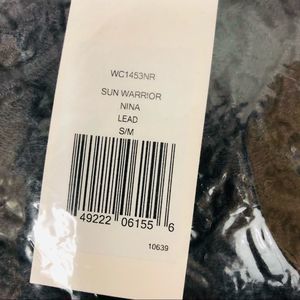 WC1453NR
SUN WARRIOR
NINA
LEAD
S/M
49222 06155 6
10639